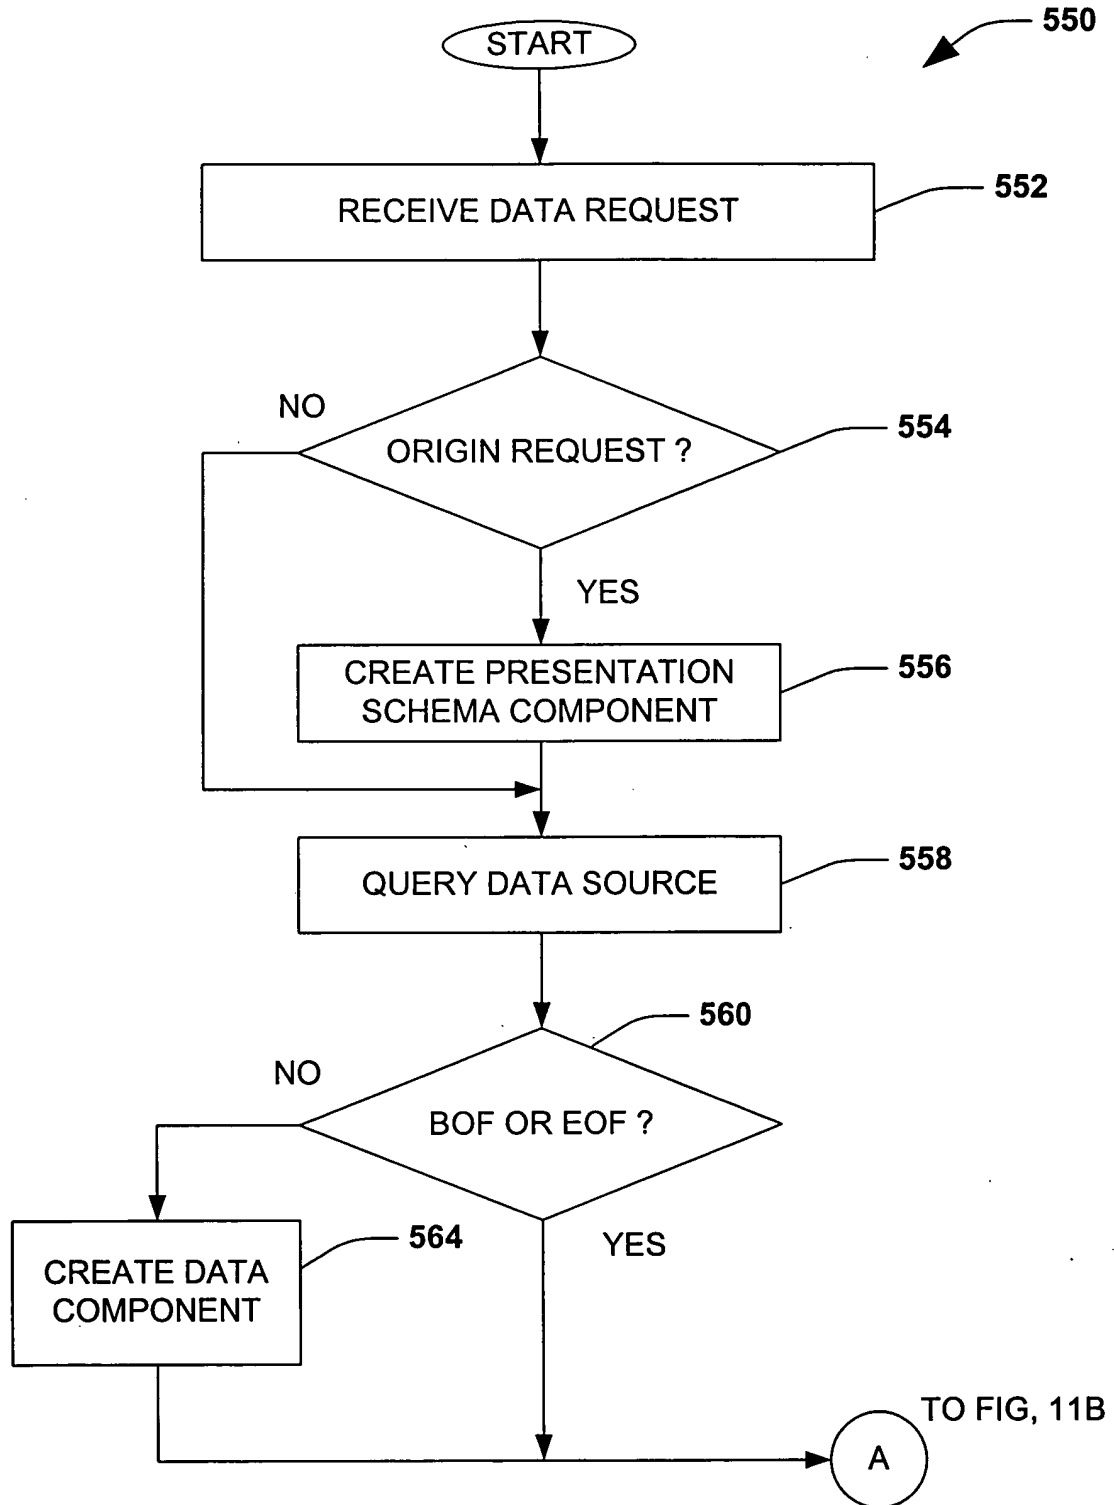 START
550
RECEIVE DATA REQUEST
552
NO
ORIGIN REQUEST ?
554
YES
CREATE PRESENTATION
SCHEMA COMPONENT
556
QUERY DATA SOURCE
558
560
NO
BOF OR EOF ?
YES
564
CREATE DATA
COMPONENT
TO FIG, 11B
A